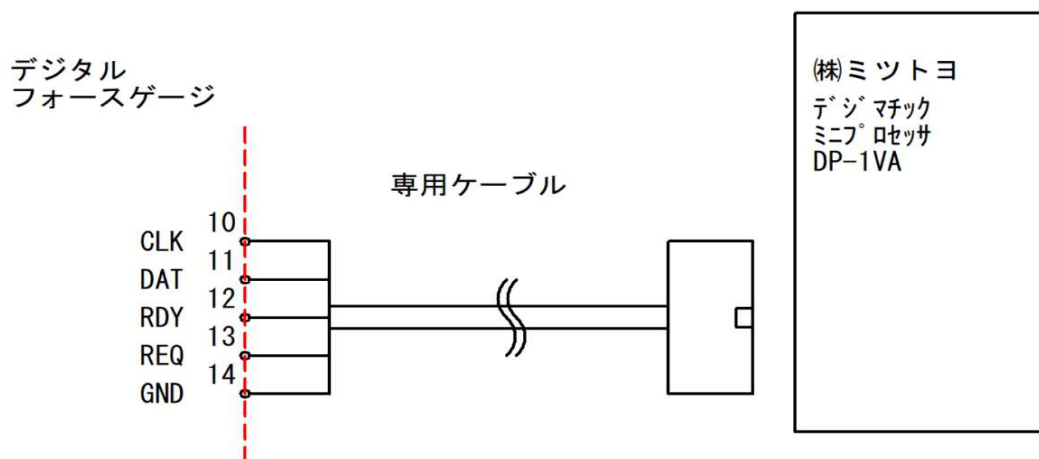 デジタル
フォースゲージ
㈱ミツトヨ
ﾃﾞｼﾞﾏﾁｯｸ
ﾐﾆﾌﾟﾛｾｯｻ
DP-1VA
専用ケーブル
CLK 10
DAT 11
RDY 12
REQ 13
GND 14